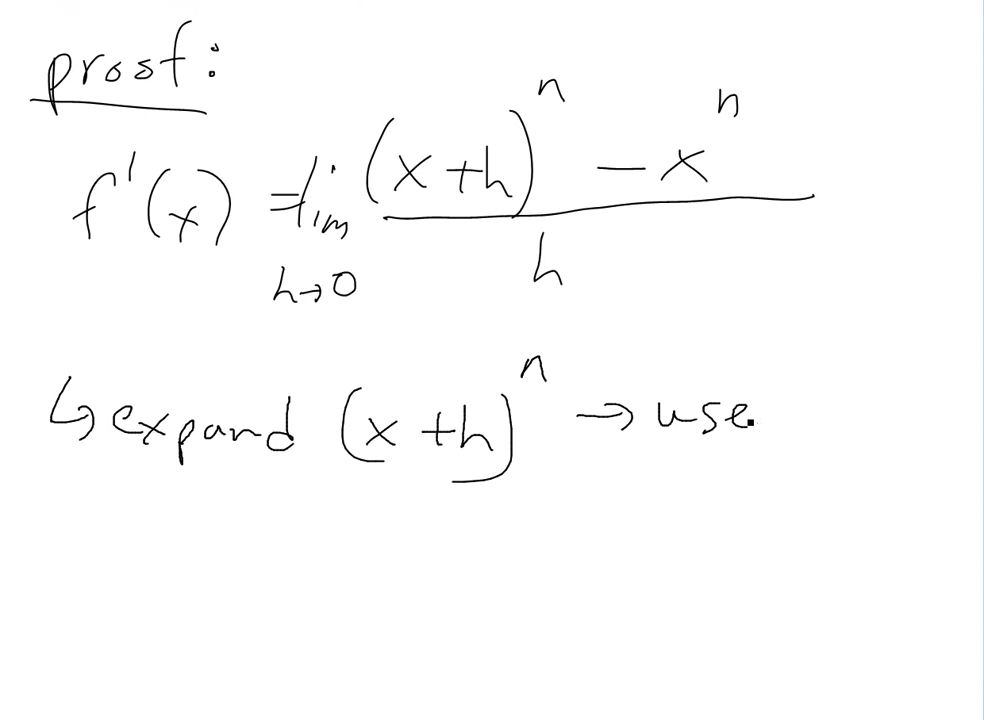 proof:
f'(x) = lim h→0 ((x+h)^n − x^n) / h
↳ expand (x+h)^n → use